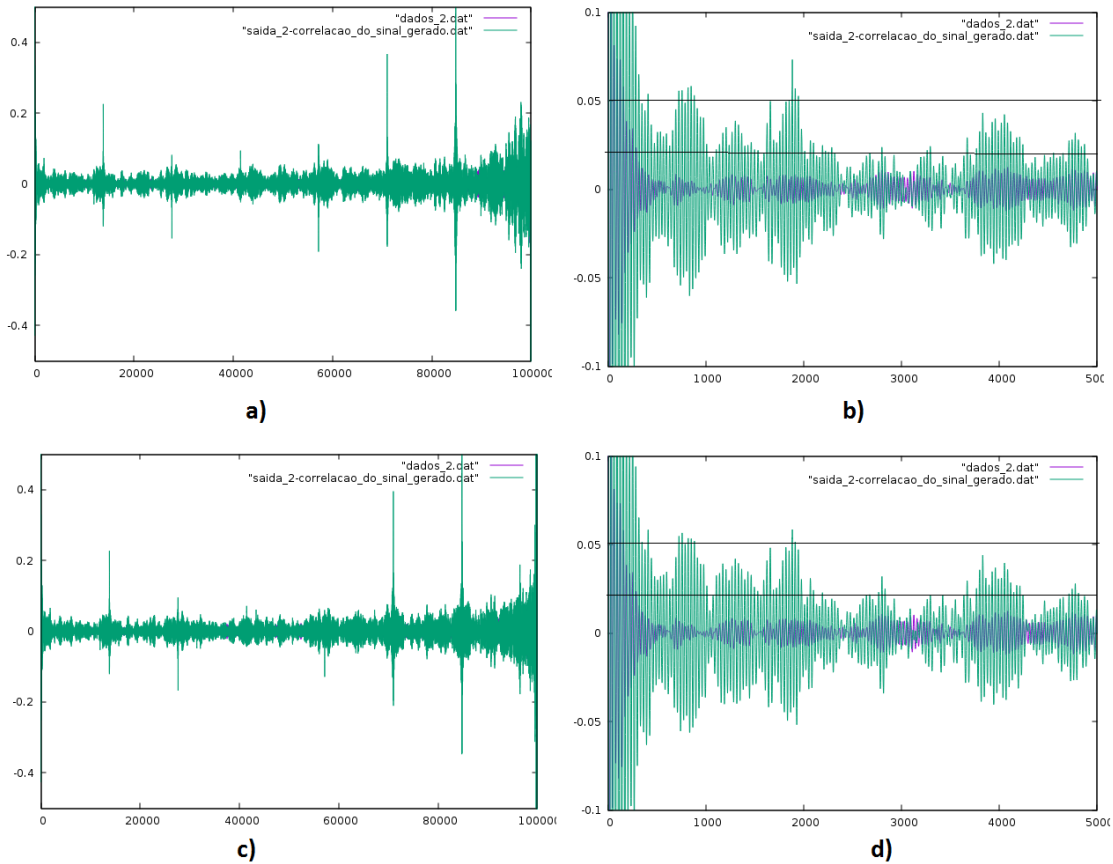 "dados_2.dat"
"saida_2-correlacao_do_sinal_gerado.dat"
0.4
0.2
0
-0.2
-0.4
0 20000 40000 60000 80000 100000
a)
"dados_2.dat"
"saida_2-correlacao_do_sinal_gerado.dat"
0.1
0.05
0
-0.05
-0.1
0 1000 2000 3000 4000 5000
b)
"dados_2.dat"
"saida_2-correlacao_do_sinal_gerado.dat"
0.4
0.2
0
-0.2
-0.4
0 20000 40000 60000 80000 100000
c)
"dados_2.dat"
"saida_2-correlacao_do_sinal_gerado.dat"
0.1
0.05
0
-0.05
-0.1
0 1000 2000 3000 4000 5000
d)